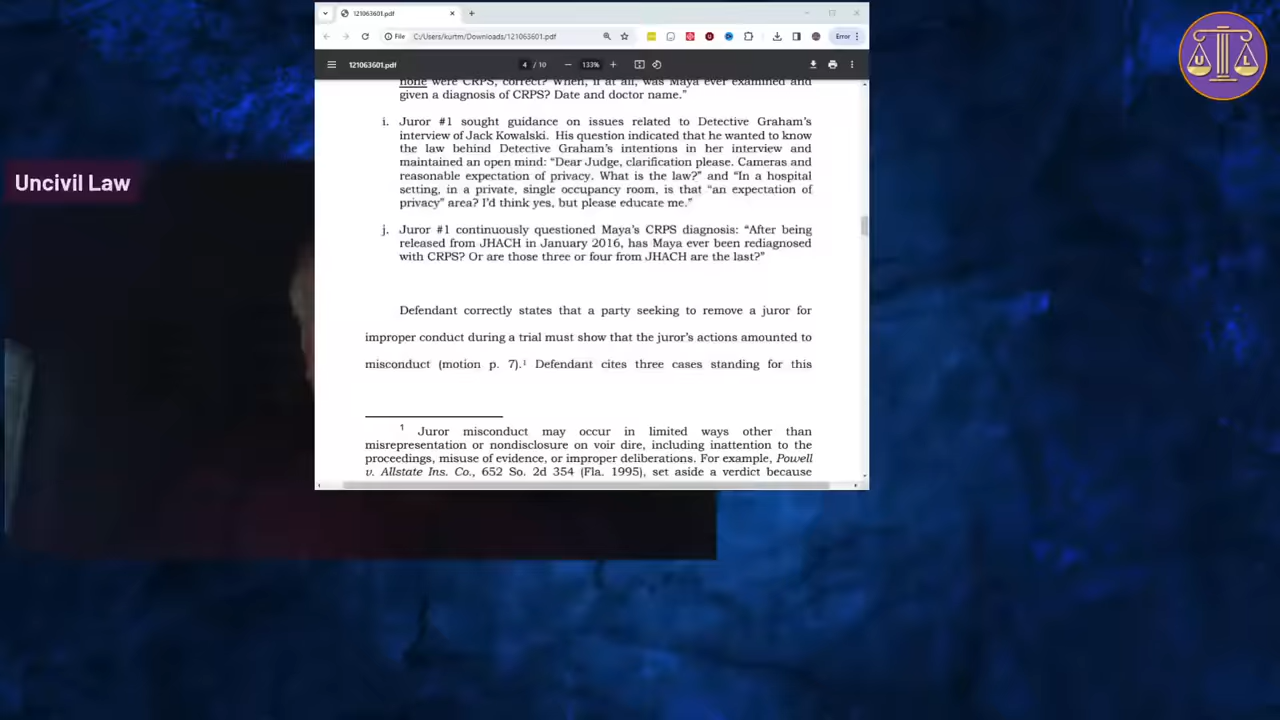 121063601.pdf
File C:/Users/kurtm/Downloads/121063601.pdf
Error
121063601.pdf
4 / 10
133%
none were CRPS, correct? When, if at all, was Maya ever examined and
given a diagnosis of CRPS? Date and doctor name.”
i. Juror #1 sought guidance on issues related to Detective Graham’s
interview of Jack Kowalski. His question indicated that he wanted to know
the law behind Detective Graham’s intentions in her interview and
maintained an open mind: “Dear Judge, clarification please. Cameras and
reasonable expectation of privacy. What is the law?” and “In a hospital
setting, in a private, single occupancy room, is that “an expectation of
privacy” area? I’d think yes, but please educate me.”
j. Juror #1 continuously questioned Maya’s CRPS diagnosis: “After being
released from JHACH in January 2016, has Maya ever been rediagnosed
with CRPS? Or are those three or four from JHACH are the last?”
Defendant correctly states that a party seeking to remove a juror for
improper conduct during a trial must show that the juror’s actions amounted to
misconduct (motion p. 7).1 Defendant cites three cases standing for this
1 Juror misconduct may occur in limited ways other than
misrepresentation or nondisclosure on voir dire, including inattention to the
proceedings, misuse of evidence, or improper deliberations. For example, Powell
v. Allstate Ins. Co., 652 So. 2d 354 (Fla. 1995), set aside a verdict because
Uncivil Law
U L